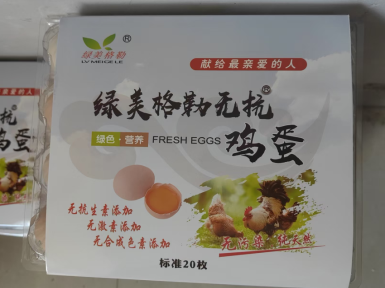 绿美格勒®
LV MEIGELE
献给最亲爱的人
绿美格勒无抗
绿色·营养 FRESH EGGS 鸡蛋
无抗生素添加
无激素添加
无合成色素添加
无污染 纯天然
标准20枚